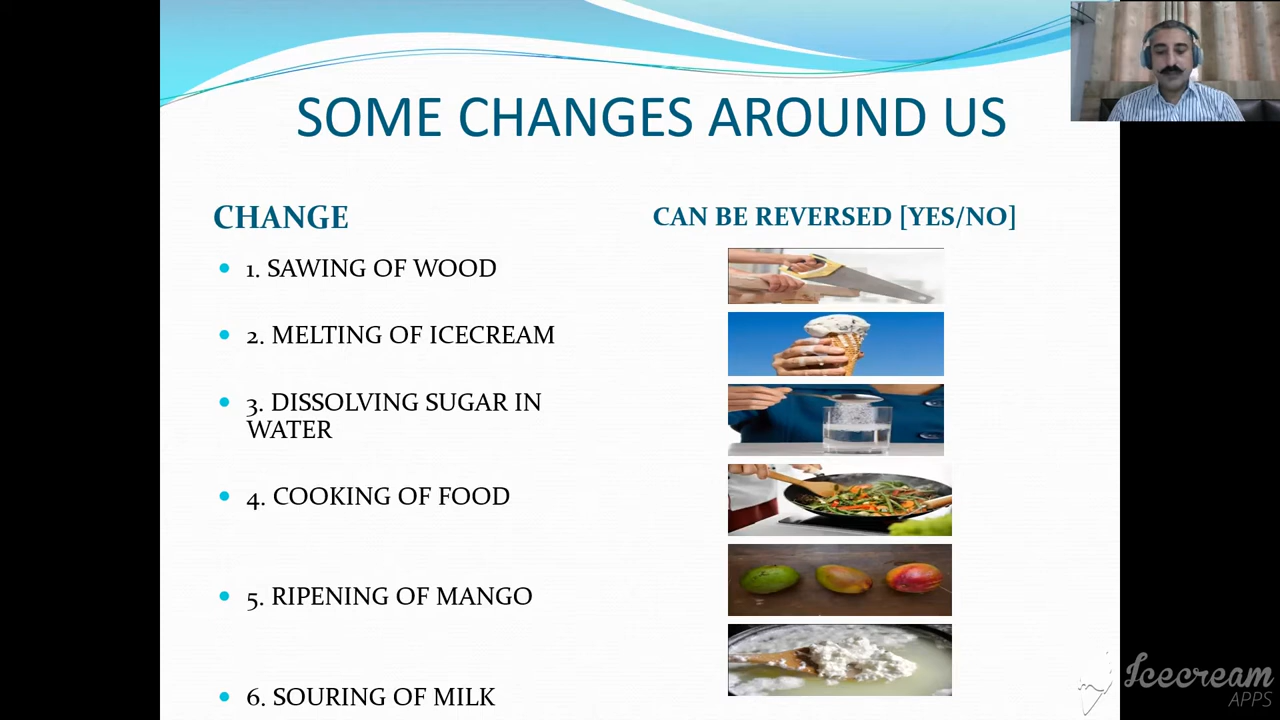 SOME CHANGES AROUND US
CHANGE
CAN BE REVERSED [YES/NO]
1. SAWING OF WOOD
2. MELTING OF ICECREAM
3. DISSOLVING SUGAR IN
WATER
4. COOKING OF FOOD
5. RIPENING OF MANGO
6. SOURING OF MILK
Icecream
APPS